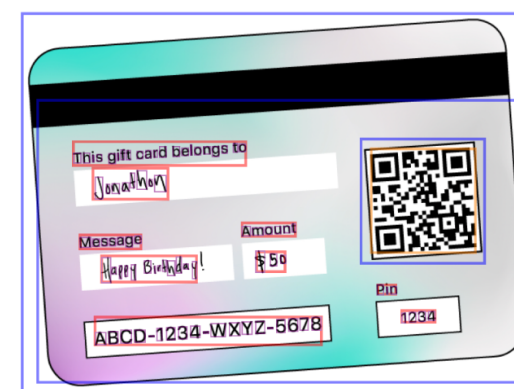 This gift card belongs to
Jonathon
Message
Happy Birthday!
Amount
$50
ABCD-1234-WXYZ-5678
Pin
1234